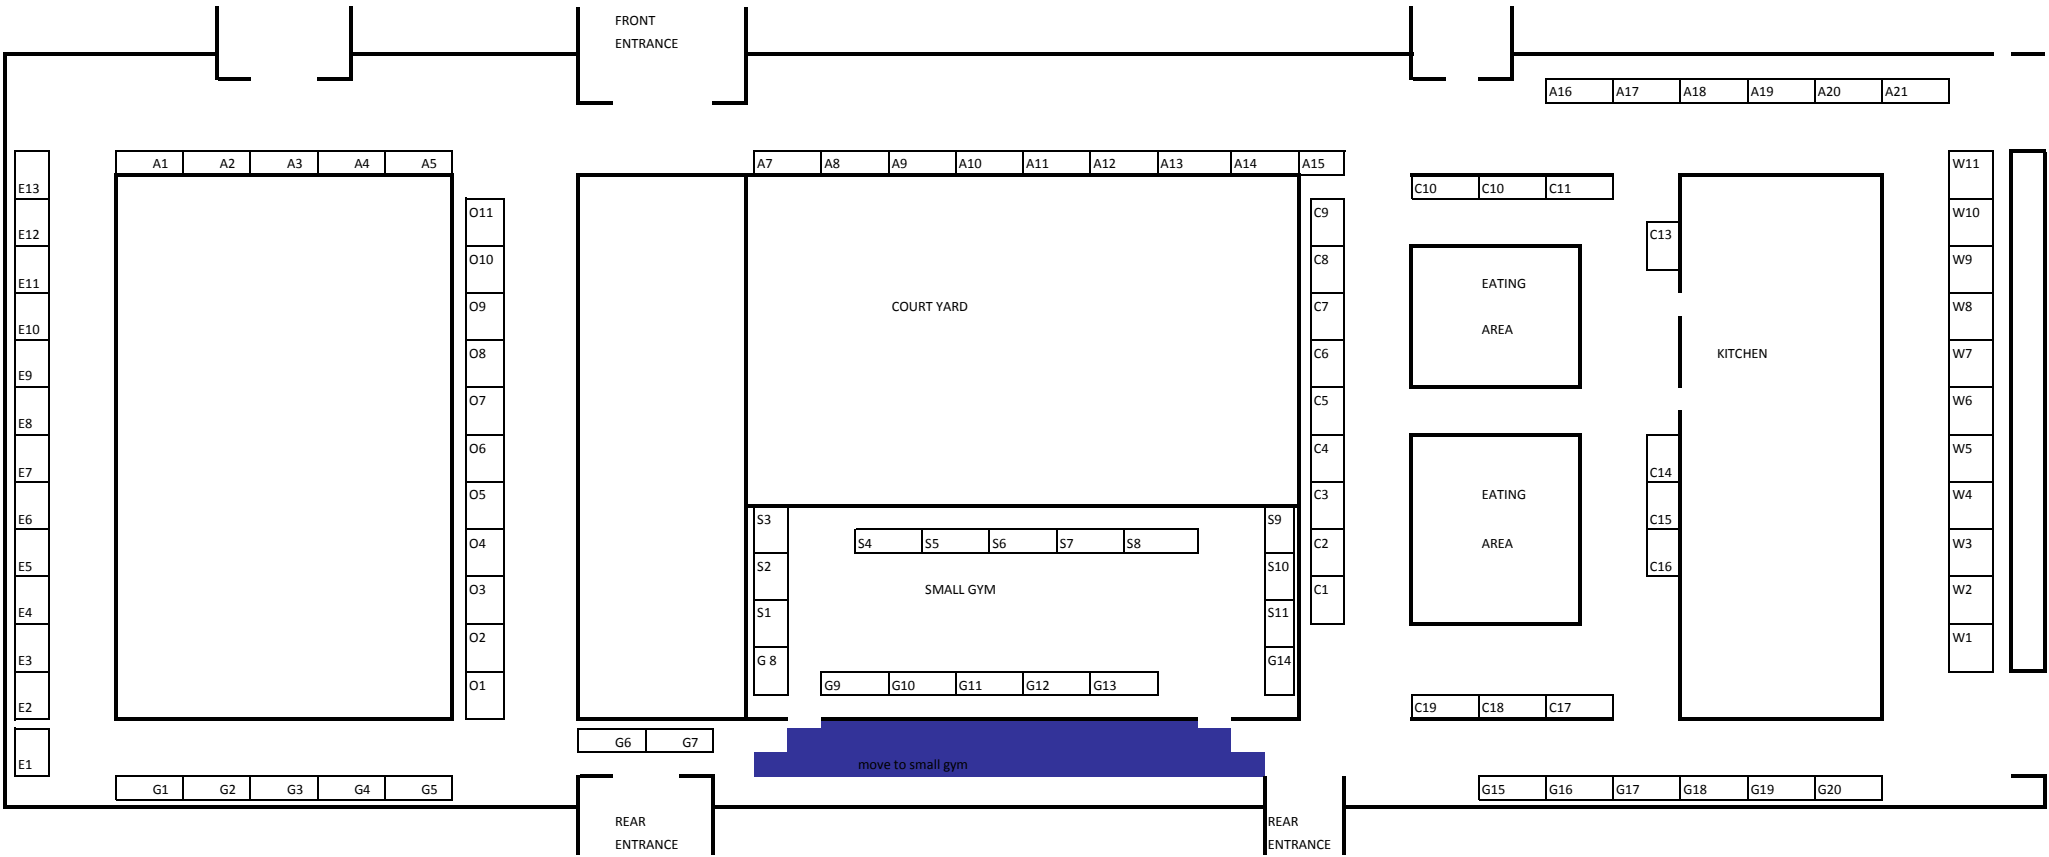 FRONT
ENTRANCE
A16 A17 A18 A19 A20 A21
A1 A2 A3 A4 A5 A7 A8 A9 A10 A11 A12 A13 A14 A15 W11
E13 C10 C10 C11
O11 C9 W10
E12 C13
O10 C8 W9
E11 EATING
O9 COURT YARD C7 W8
E10 AREA
O8 C6 KITCHEN W7
E9
O7 C5 W6
E8
O6 C4 W5
E7 C14
O5 C3 EATING W4
E6 S3 S9 C15
O4 S4 S5 S6 S7 S8 C2 AREA W3
E5 S2 S10 C16
O3 SMALL GYM C1 W2
E4 S1 S11
O2 W1
E3 G 8 G14
O1 G9 G10 G11 G12 G13
E2 C19 C18 C17
G6 G7
E1 move to small gym
G1 G2 G3 G4 G5 G15 G16 G17 G18 G19 G20
REAR REAR
ENTRANCE ENTRANCE